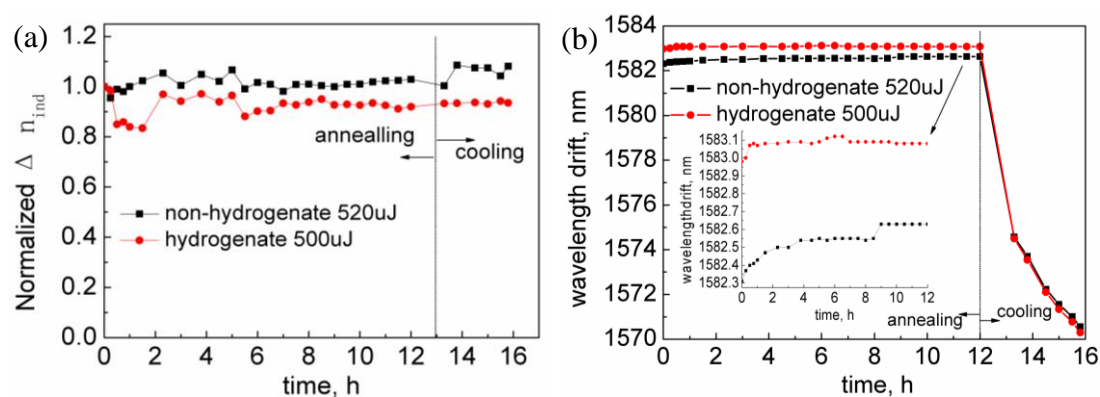 (a)
1.2
1.0
0.8
0.6
0.4
0.2
0.0
Normalized Δ n_ind
annealling
cooling
non-hydrogenate 520uJ
hydrogenate 500uJ
0 2 4 6 8 10 12 14 16
time, h
(b)
1584
1582
1580
1578
1576
1574
1572
1570
wavelength drift, nm
non-hydrogenate 520uJ
hydrogenate 500uJ
1583.1
1583.0
1582.9
1582.8
1582.7
1582.6
1582.5
1582.4
1582.3
wavelengthdrift, nm
0 2 4 6 8 10 12
time, h
annealling
cooling
0 2 4 6 8 10 12 14 16
time, h